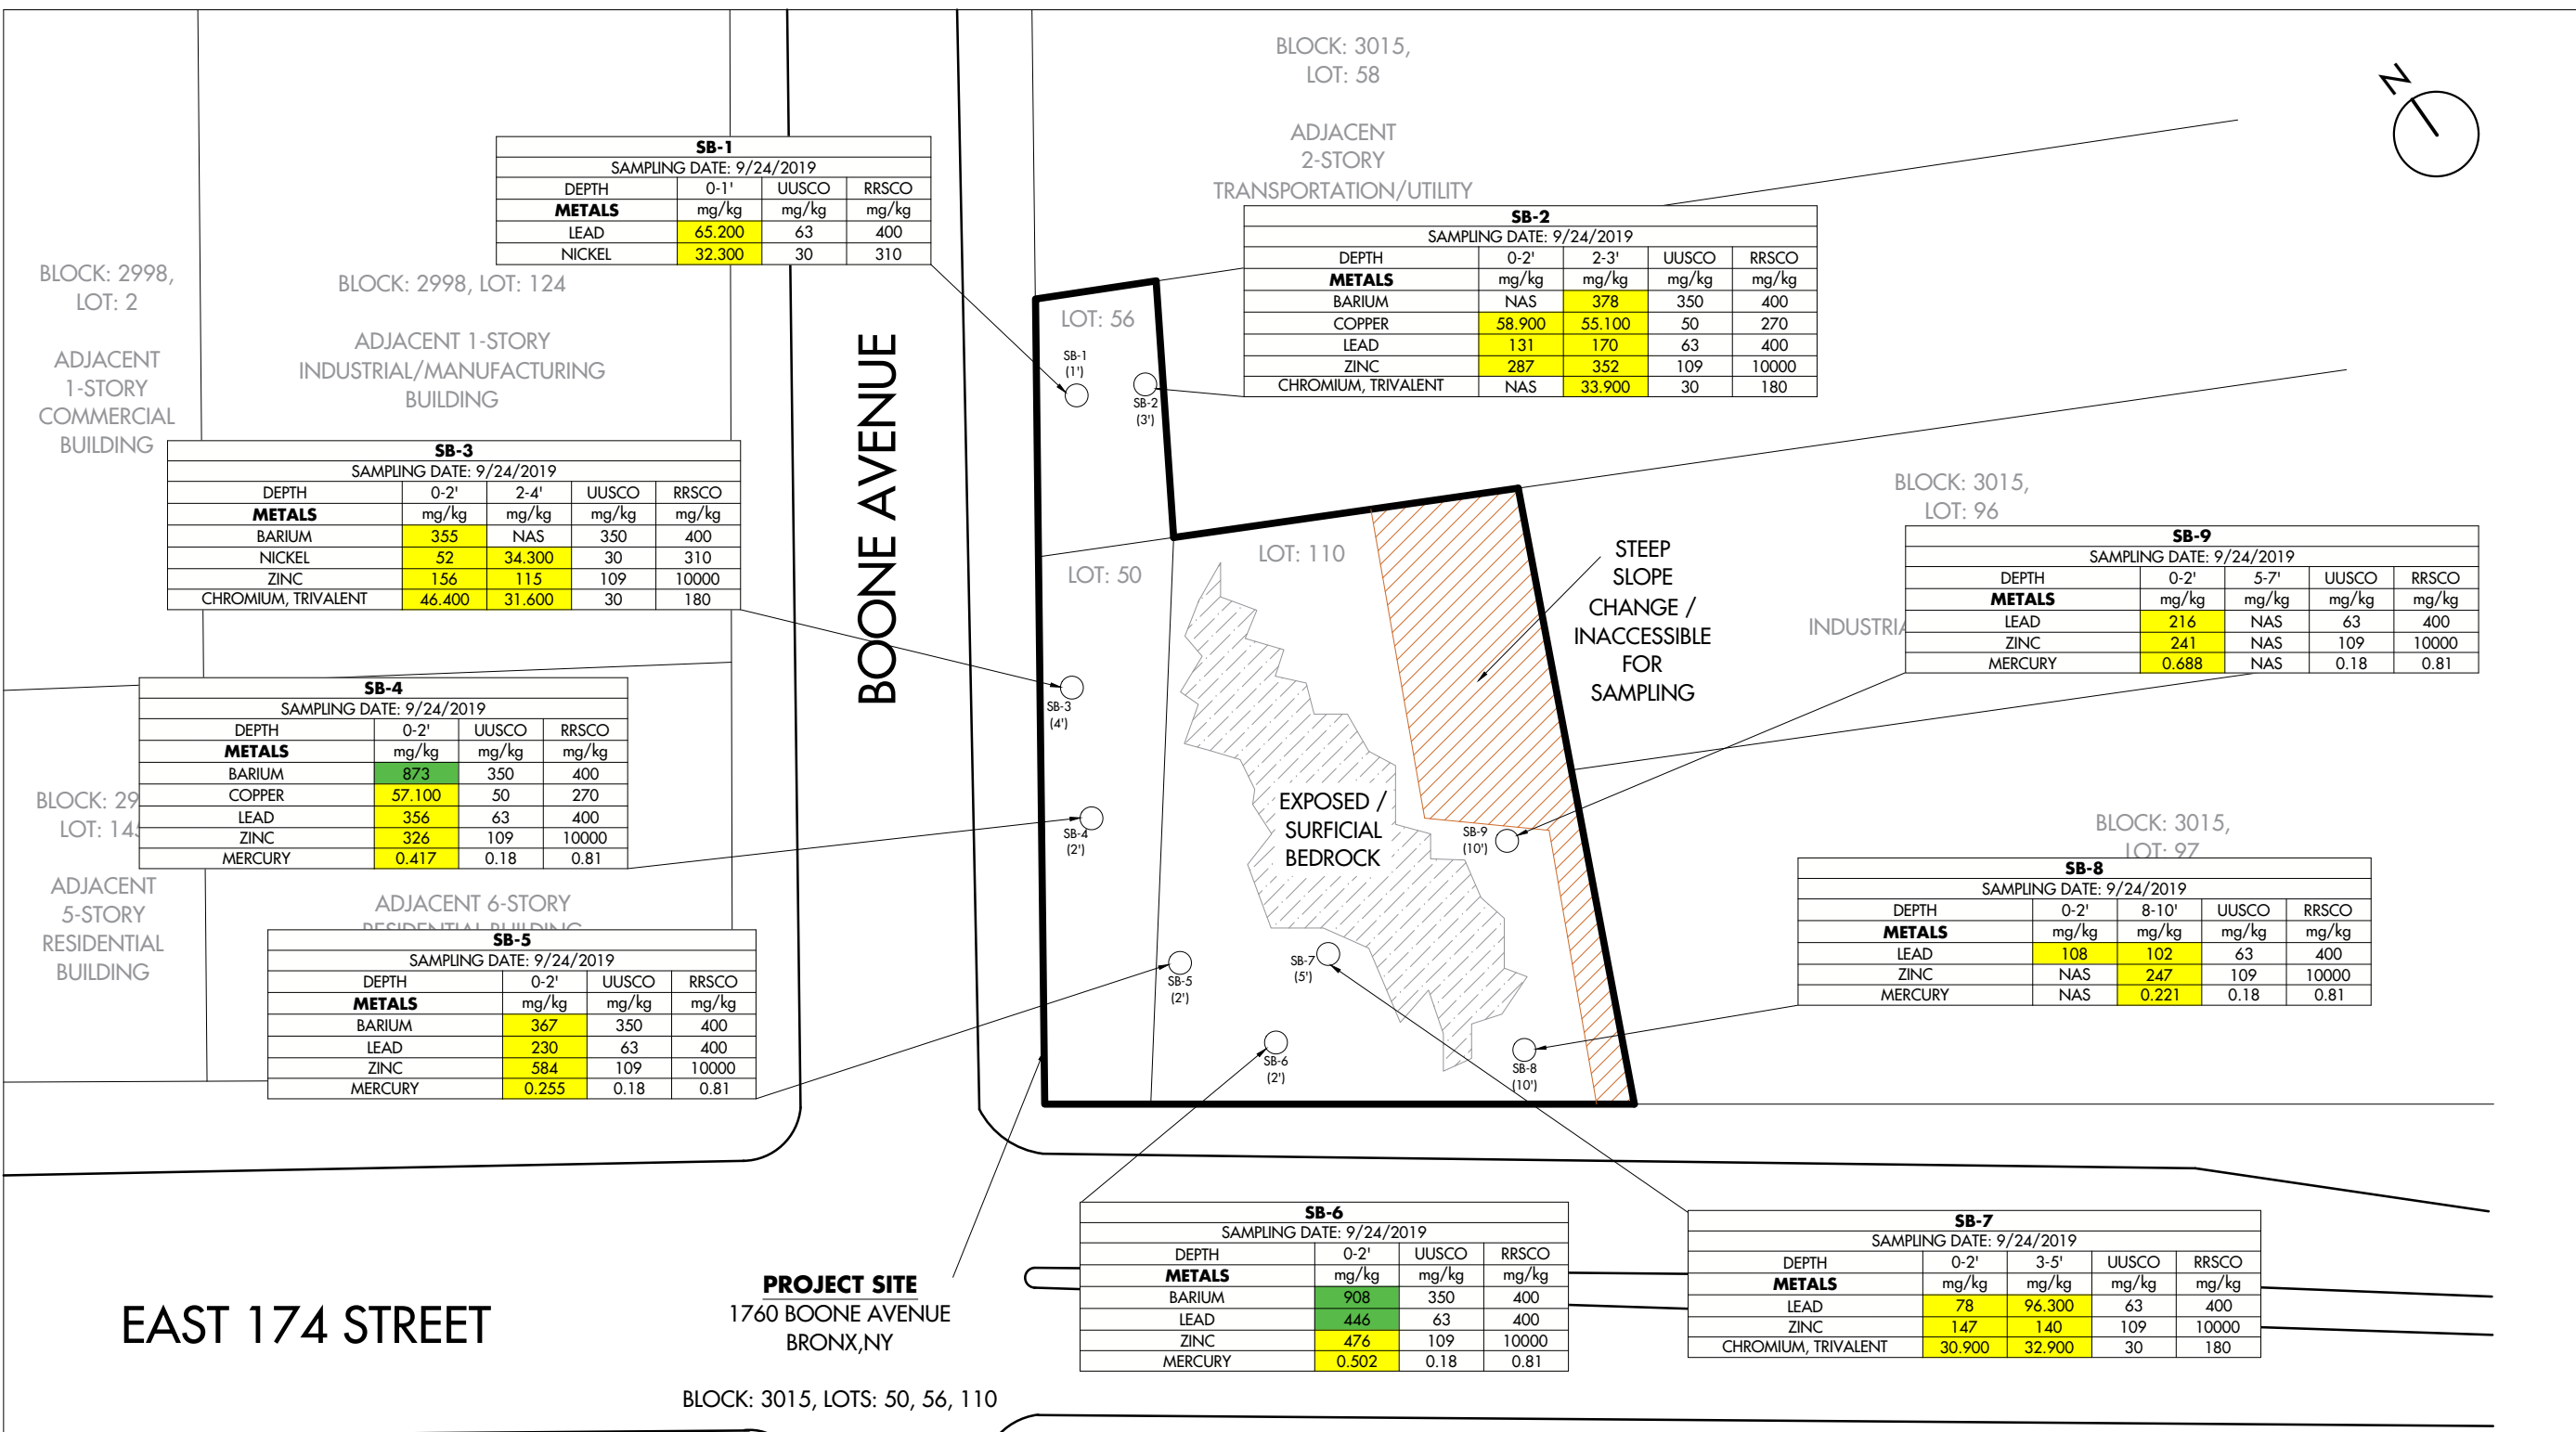 BLOCK: 3015,
LOT: 58
ADJACENT
2-STORY
TRANSPORTATION/UTILITY
N
SB-1
SAMPLING DATE: 9/24/2019
DEPTH 0-1' UUSCO RRSCO
METALS mg/kg mg/kg mg/kg
LEAD 65.200 63 400
NICKEL 32.300 30 310
SB-2
SAMPLING DATE: 9/24/2019
DEPTH 0-2' 2-3' UUSCO RRSCO
METALS mg/kg mg/kg mg/kg mg/kg
BARIUM NAS 378 350 400
COPPER 58.900 55.100 50 270
LEAD 131 170 63 400
ZINC 287 352 109 10000
CHROMIUM, TRIVALENT NAS 33.900 30 180
BLOCK: 2998,
LOT: 2
ADJACENT
1-STORY
COMMERCIAL
BUILDING
BLOCK: 2998, LOT: 124
ADJACENT 1-STORY
INDUSTRIAL/MANUFACTURING
BUILDING
BOONE AVENUE
LOT: 56
SB-1
(1')
SB-2
(3')
SB-3
SAMPLING DATE: 9/24/2019
DEPTH 0-2' 2-4' UUSCO RRSCO
METALS mg/kg mg/kg mg/kg mg/kg
BARIUM 355 NAS 350 400
NICKEL 52 34.300 30 310
ZINC 156 115 109 10000
CHROMIUM, TRIVALENT 46.400 31.600 30 180
LOT: 50
LOT: 110
STEEP
SLOPE
CHANGE /
INACCESSIBLE
FOR
SAMPLING
BLOCK: 3015,
LOT: 96
INDUSTRIA
SB-9
SAMPLING DATE: 9/24/2019
DEPTH 0-2' 5-7' UUSCO RRSCO
METALS mg/kg mg/kg mg/kg mg/kg
LEAD 216 NAS 63 400
ZINC 241 NAS 109 10000
MERCURY 0.688 NAS 0.18 0.81
SB-3
(4')
SB-4
SAMPLING DATE: 9/24/2019
DEPTH 0-2' UUSCO RRSCO
METALS mg/kg mg/kg mg/kg
BARIUM 873 350 400
COPPER 57.100 50 270
LEAD 356 63 400
ZINC 326 109 10000
MERCURY 0.417 0.18 0.81
BLOCK: 29
LOT: 145
ADJACENT
5-STORY
RESIDENTIAL
BUILDING
ADJACENT 6-STORY
RESIDENTIAL BUILDING
SB-4
(2')
EXPOSED /
SURFICIAL
BEDROCK
SB-9
(10')
BLOCK: 3015,
LOT: 97
SB-8
SAMPLING DATE: 9/24/2019
DEPTH 0-2' 8-10' UUSCO RRSCO
METALS mg/kg mg/kg mg/kg mg/kg
LEAD 108 102 63 400
ZINC NAS 247 109 10000
MERCURY NAS 0.221 0.18 0.81
SB-5
SAMPLING DATE: 9/24/2019
DEPTH 0-2' UUSCO RRSCO
METALS mg/kg mg/kg mg/kg
BARIUM 367 350 400
LEAD 230 63 400
ZINC 584 109 10000
MERCURY 0.255 0.18 0.81
SB-5
(2')
SB-7
(5')
SB-6
(2')
SB-8
(10')
EAST 174 STREET
PROJECT SITE
1760 BOONE AVENUE
BRONX,NY
BLOCK: 3015, LOTS: 50, 56, 110
SB-6
SAMPLING DATE: 9/24/2019
DEPTH 0-2' UUSCO RRSCO
METALS mg/kg mg/kg mg/kg
BARIUM 908 350 400
LEAD 446 63 400
ZINC 476 109 10000
MERCURY 0.502 0.18 0.81
SB-7
SAMPLING DATE: 9/24/2019
DEPTH 0-2' 3-5' UUSCO RRSCO
METALS mg/kg mg/kg mg/kg mg/kg
LEAD 78 96.300 63 400
ZINC 147 140 109 10000
CHROMIUM, TRIVALENT 30.900 32.900 30 180